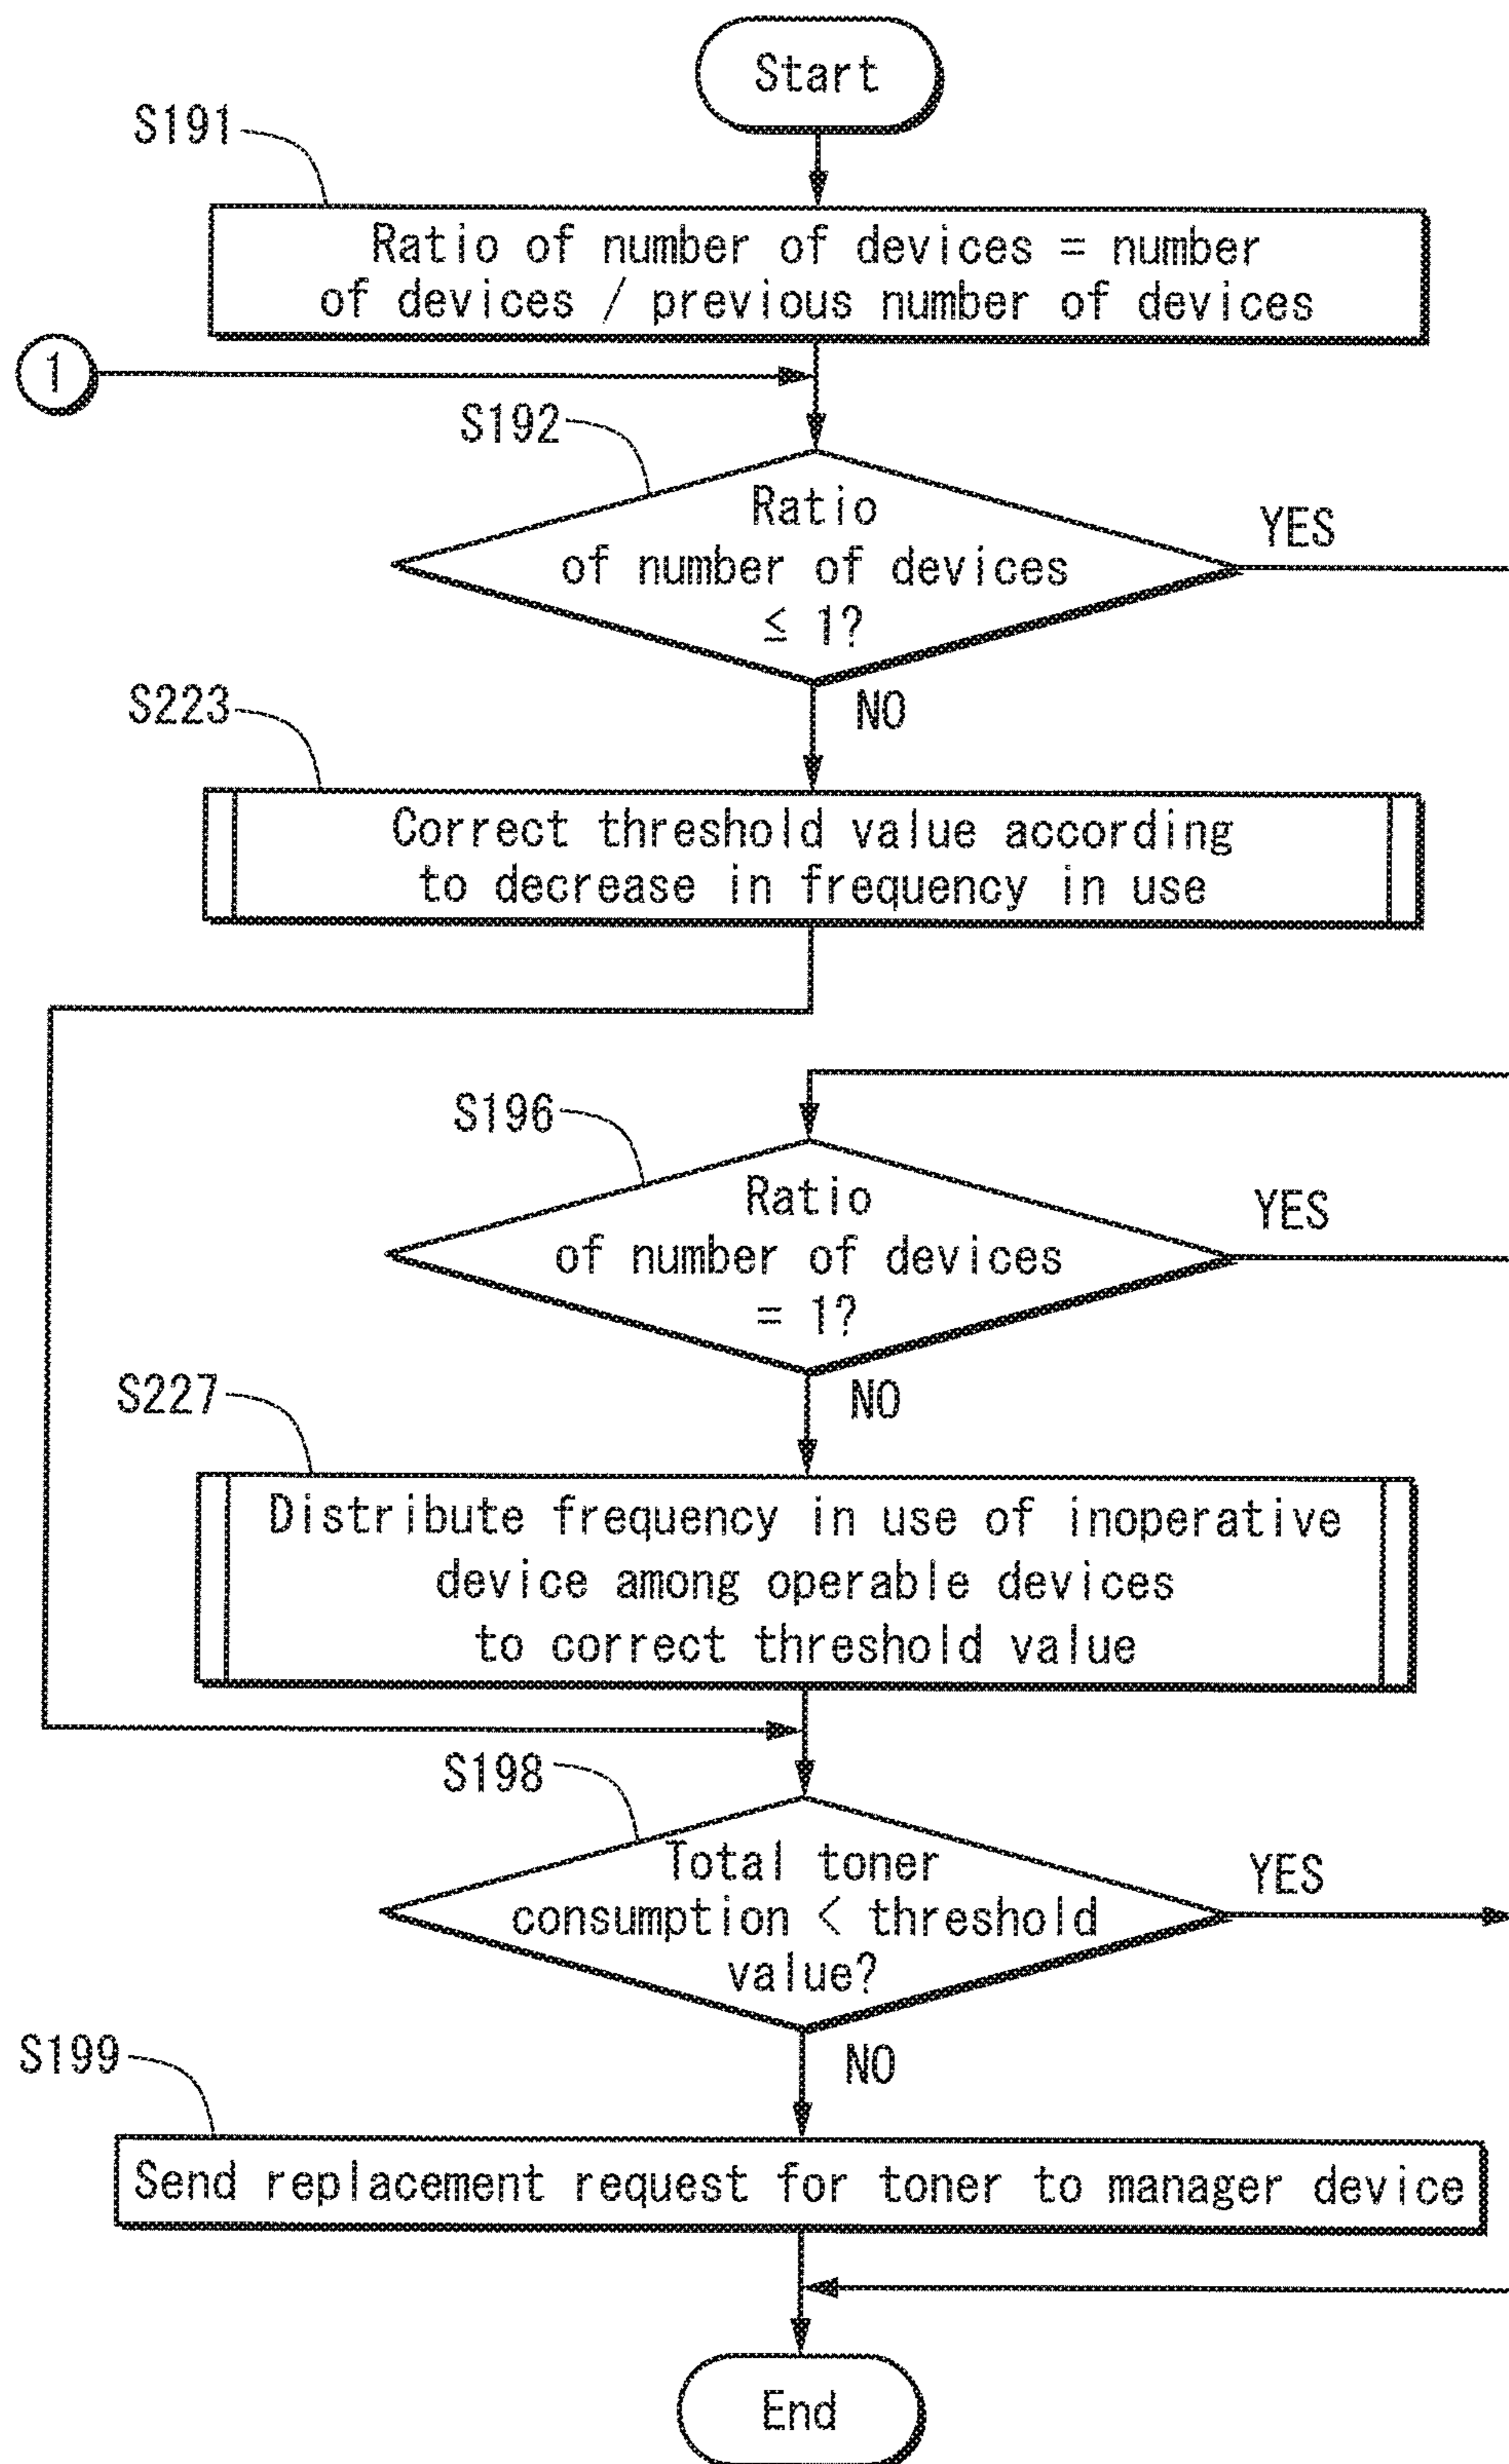 Start
S191
Ratio of number of devices = number
of devices / previous number of devices
1
S192
Ratio
of number of devices
≤ 1?
YES
NO
S223
Correct threshold value according
to decrease in frequency in use
S196
Ratio
of number of devices
= 1?
YES
NO
S227
Distribute frequency in use of inoperative
device among operable devices
to correct threshold value
S198
Total toner
consumption < threshold
value?
YES
NO
S199
Send replacement request for toner to manager device
End